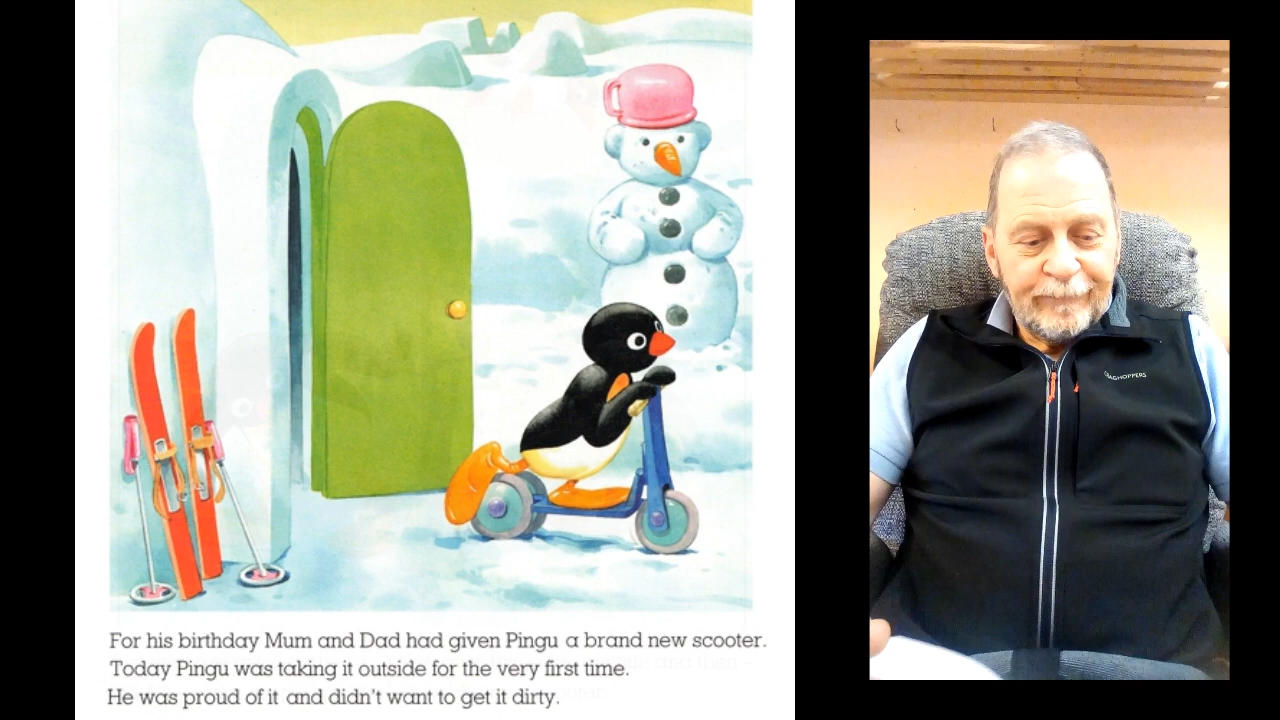 For his birthday Mum and Dad had given Pingu a brand new scooter.
Today Pingu was taking it outside for the very first time.
He was proud of it and didn't want to get it dirty.